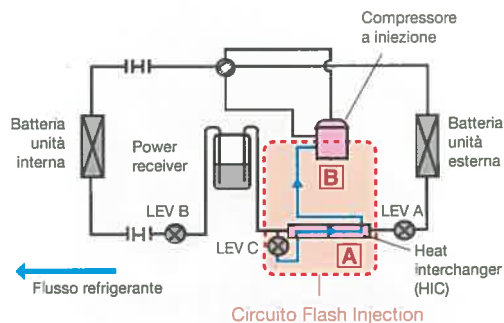 Compressore
a iniezione
Batteria
unità
interna
Power
receiver
Batteria
unità
esterna
B
LEV B
LEV A
LEV C
A
Heat
interchanger
(HIC)
Flusso refrigerante
Circuito Flash Injection